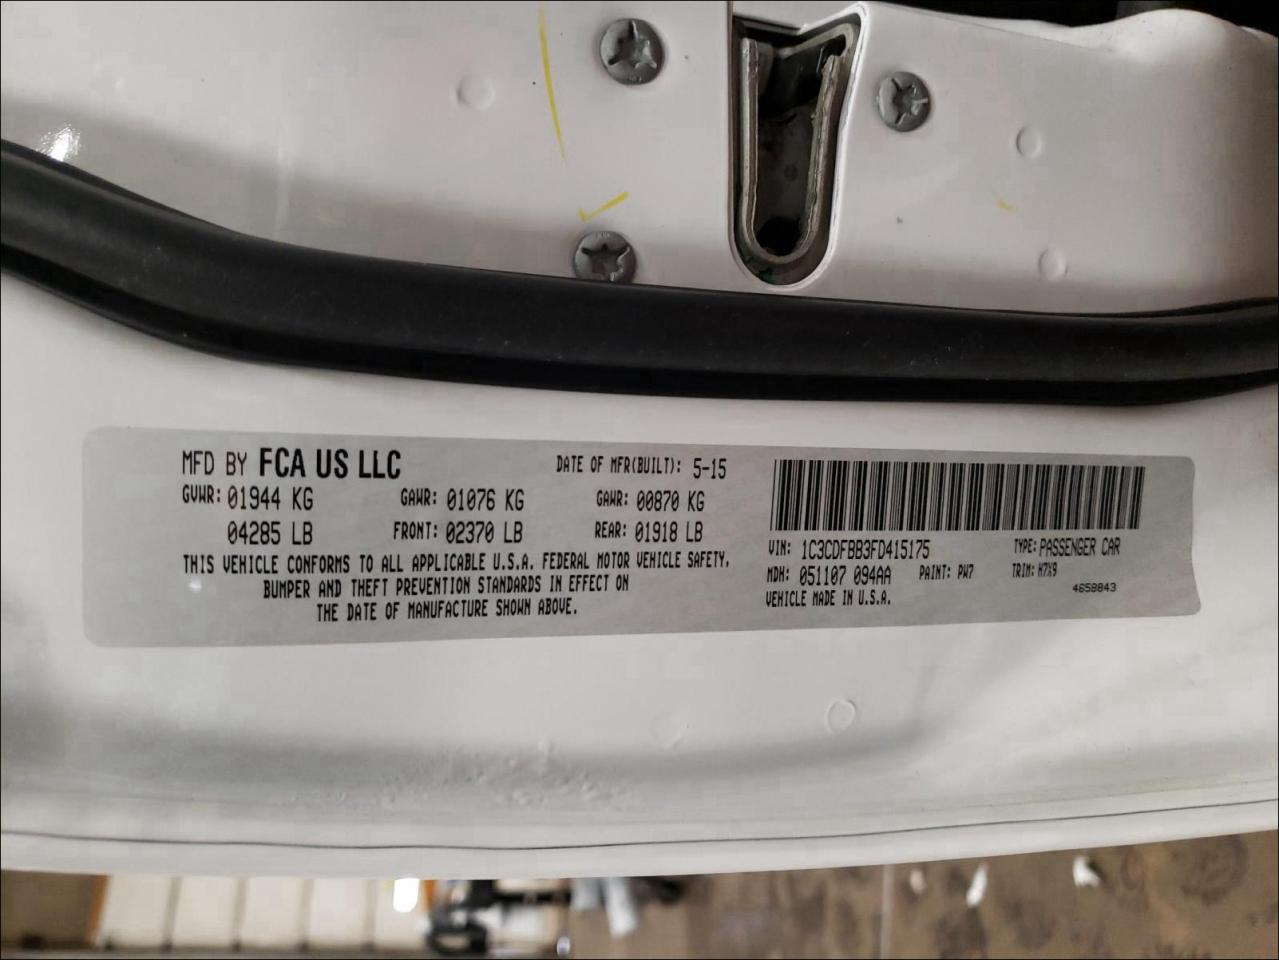 MFD BY FCA US LLC DATE OF MFR(BUILT): 5-15
GVWR: 01944 KG GAWR: 01076 KG GAWR: 00870 KG
04285 LB FRONT: 02370 LB REAR: 01918 LB
THIS VEHICLE CONFORMS TO ALL APPLICABLE U.S.A. FEDERAL MOTOR VEHICLE SAFETY,
BUMPER AND THEFT PREVENTION STANDARDS IN EFFECT ON
THE DATE OF MANUFACTURE SHOWN ABOVE.
VIN: 1C3CDFBB3FD415175 TYPE: PASSENGER CAR
MDH: 051107 094AA PAINT: PW7 TRIM: H7X9
VEHICLE MADE IN U.S.A. 4658843